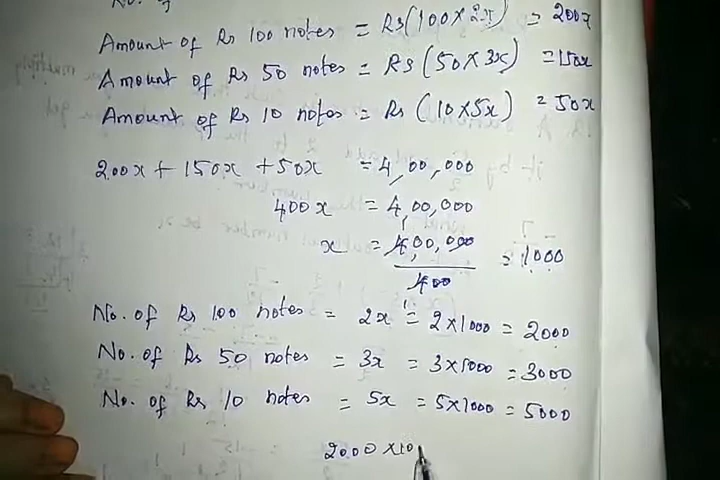 No. of
Amount of Rs 100 notes = Rs (100 × 2x) = 200x
Amount of Rs 50 notes = Rs (50 × 3x) = 150x
Amount of Rs 10 notes = Rs (10 × 5x) = 50x
200x + 150x + 50x = 4,00,000
400x = 4,00,000
x = 4,00,000 / 400 = 1000
No. of Rs 100 notes = 2x = 2×1000 = 2000
No. of Rs 50 notes = 3x = 3×1000 = 3000
No. of Rs 10 notes = 5x = 5×1000 = 5000
2000 ×10